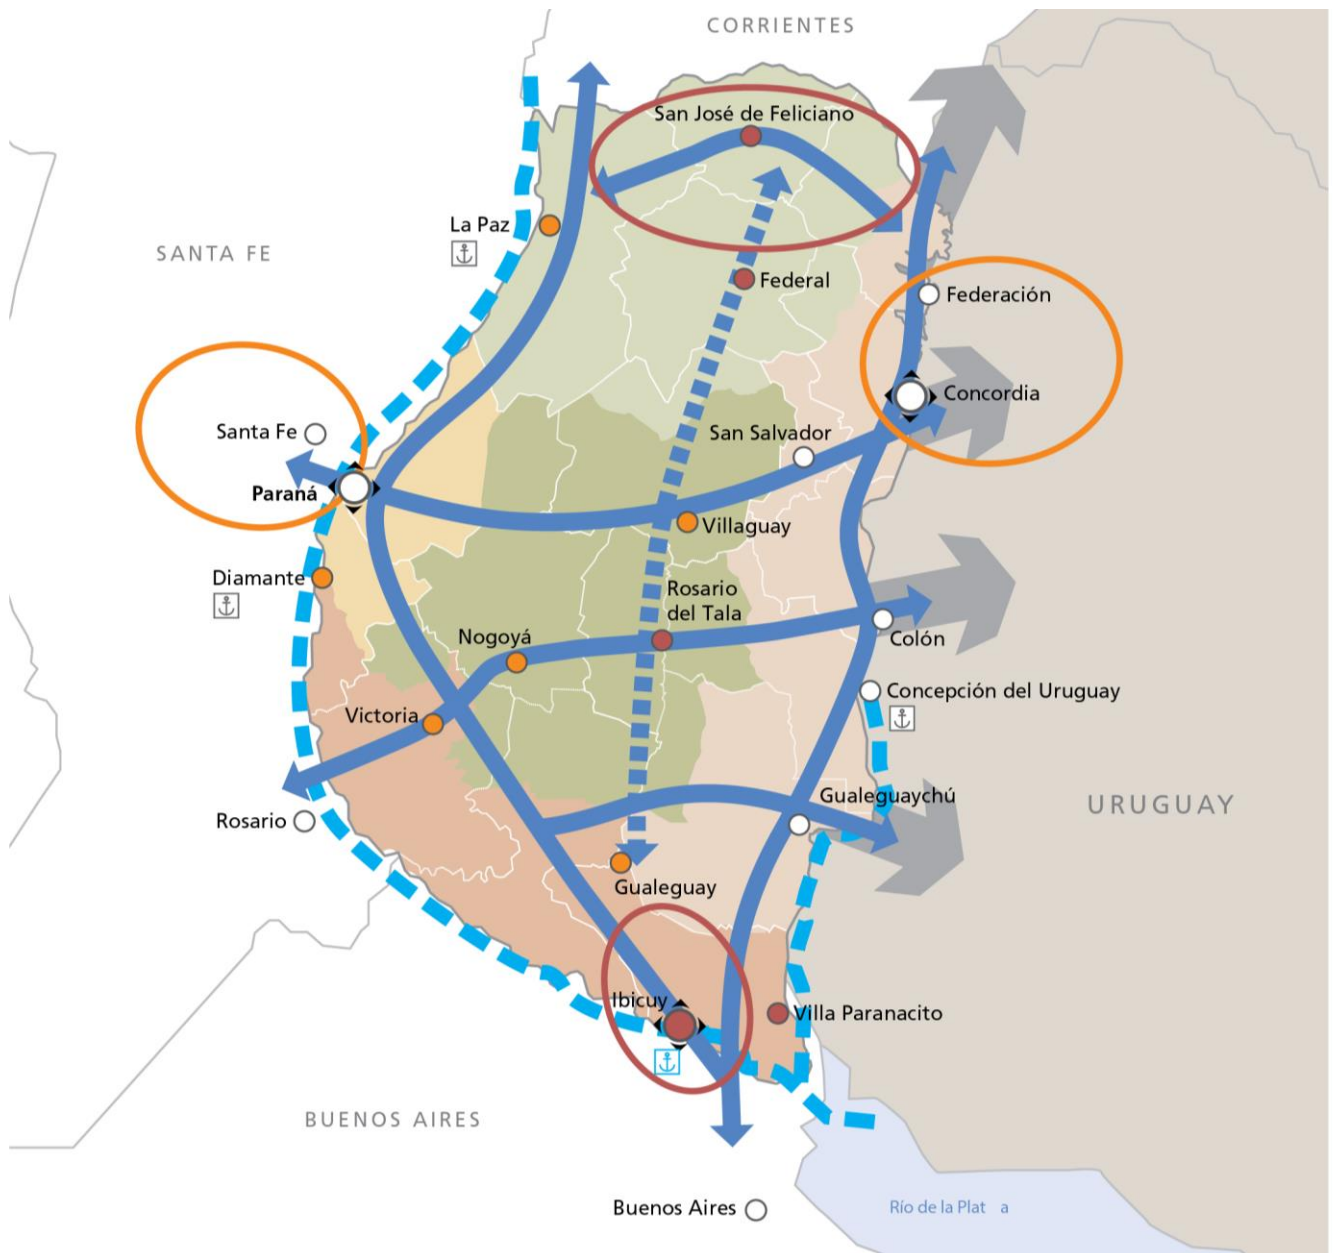 CORRIENTES
San José de Feliciano
La Paz
SANTA FE
Federal
Federación
Concordia
Santa Fe
San Salvador
Paraná
Villaguay
Diamante
Rosario
del Tala
Nogoyá
Colón
Concepción del Uruguay
Victoria
Gualeguaychú
URUGUAY
Rosario
Gualeguay
Ibicuy
Villa Paranacito
BUENOS AIRES
Buenos Aires
Río de la Plat a